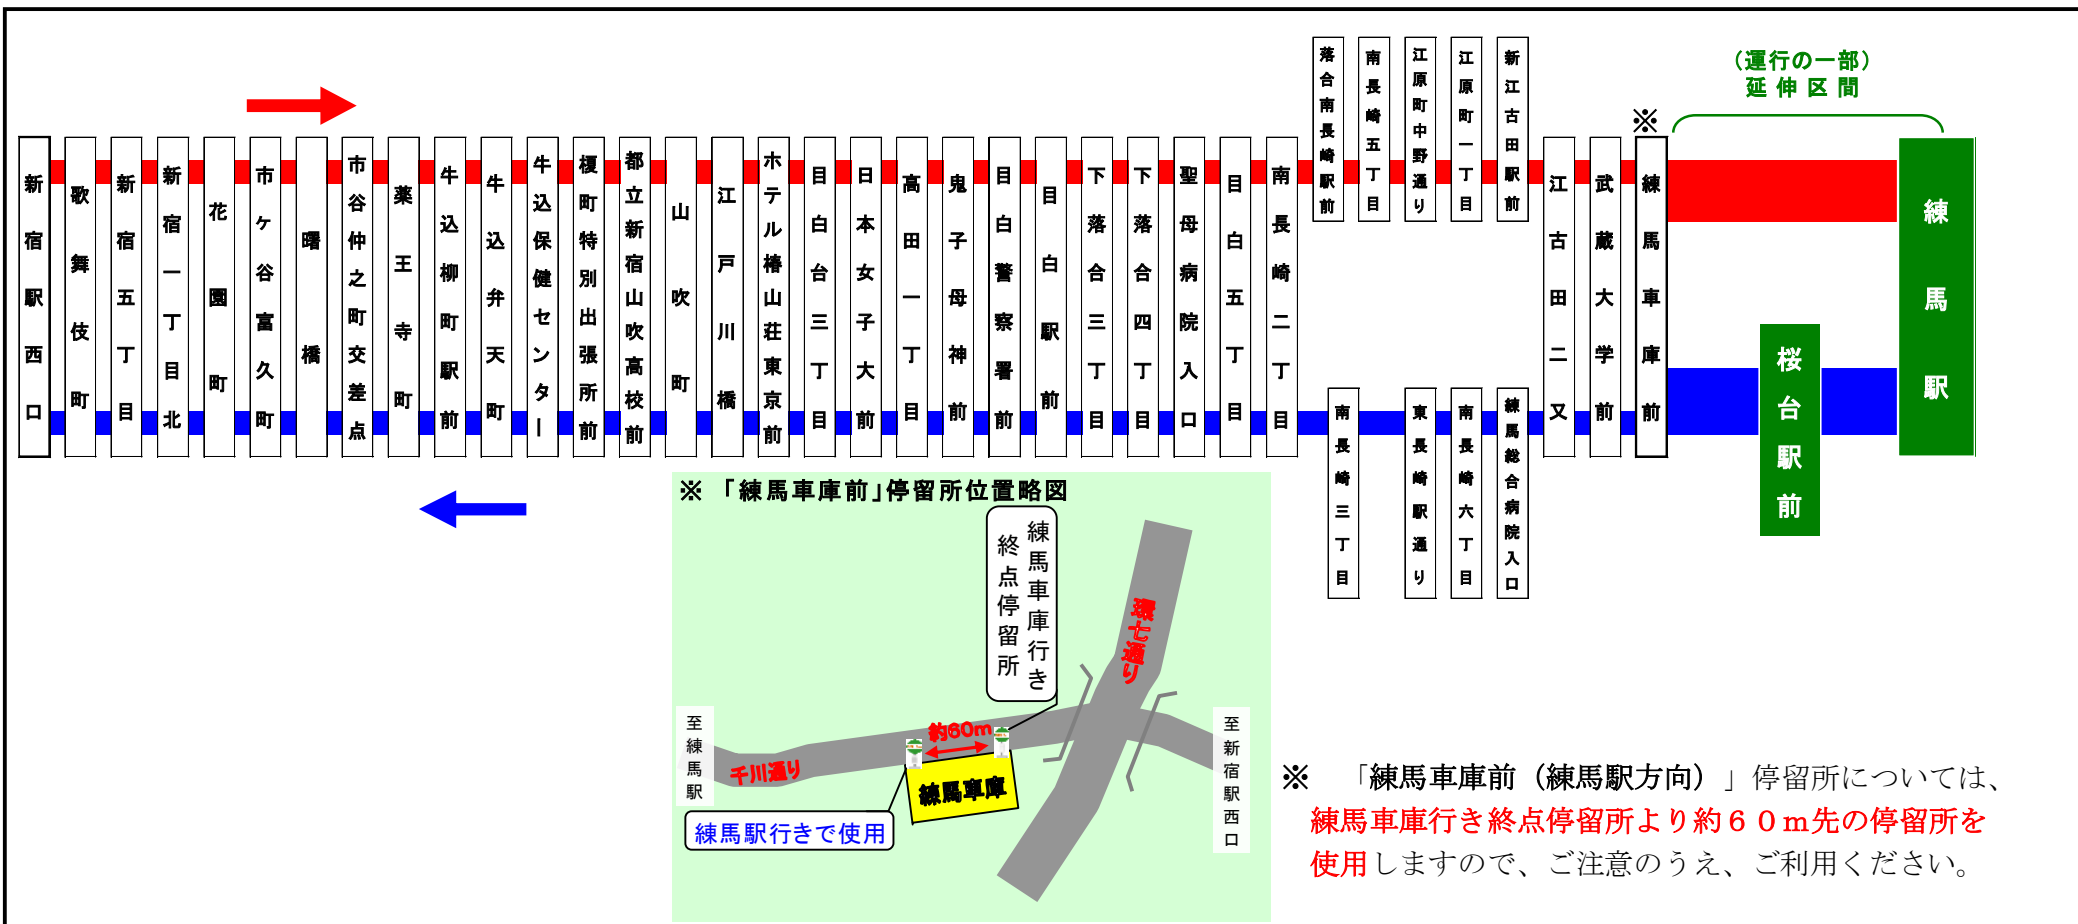 （運行の一部）
延伸区間
※
新宿駅西口
歌舞伎町
新宿五丁目
新宿一丁目北
花園町
市ヶ谷富久町
曙橋
市谷仲之町交差点
薬王寺町
牛込柳町駅前
牛込弁天町
牛込保健センター
榎町特別出張所前
都立新宿山吹高校前
山吹町
江戸川橋
ホテル椿山荘東京前
目白台三丁目
日本女子大前
高田一丁目
鬼子母神前
目白警察署前
目白駅前
下落合三丁目
下落合四丁目
聖母病院入口
目白五丁目
南長崎二丁目
落合南長崎駅前
南長崎五丁目
江原町中野通り
江原町一丁目
新江古田駅前
南長崎三丁目
東長崎駅通り
南長崎六丁目
練馬総合病院入口
江古田二又
武蔵大学前
練馬車庫前
桜台駅前
練馬駅
※「練馬車庫前」停留所位置略図
練馬車庫行き
終点停留所
環七通り
約60m
千川通り
練馬車庫
至練馬駅
至新宿駅西口
練馬駅行きで使用
※　「練馬車庫前（練馬駅方向）」停留所については、
練馬車庫行き終点停留所より約６０ｍ先の停留所を
使用しますので、ご注意のうえ、ご利用ください。